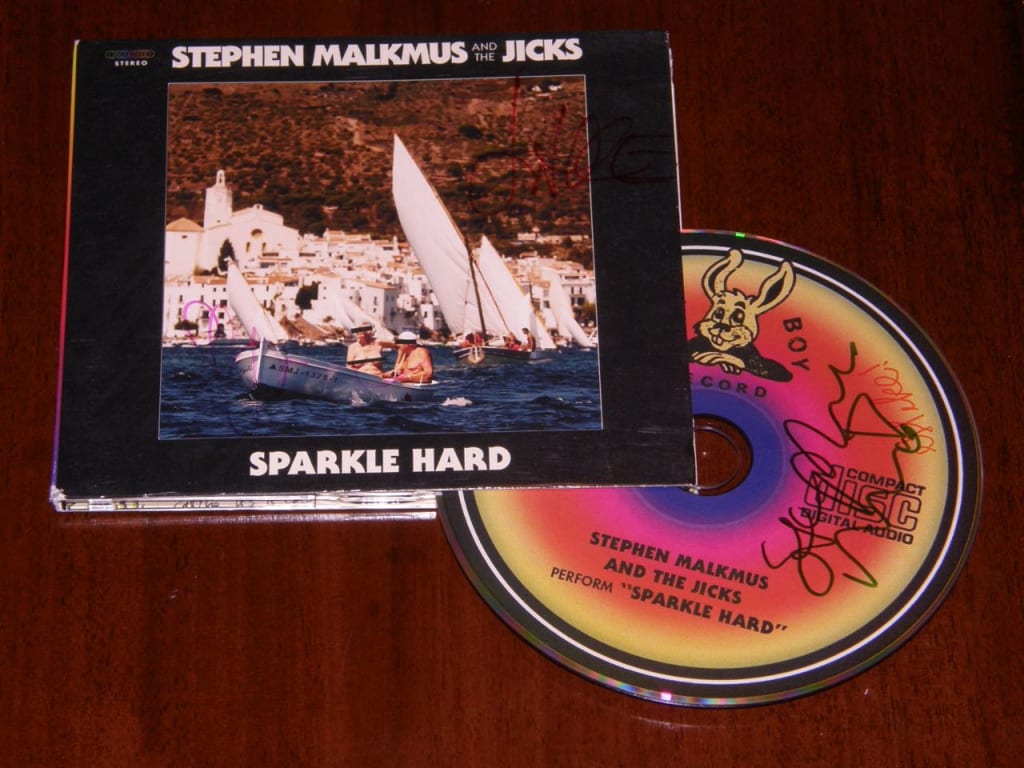 STEREO
STEPHEN MALKMUS AND THE JICKS
SPARKLE HARD
BOY
CORD
COMPACT
DISC
DIGITAL AUDIO
STEPHEN MALKMUS
AND THE JICKS
PERFORM "SPARKLE HARD"